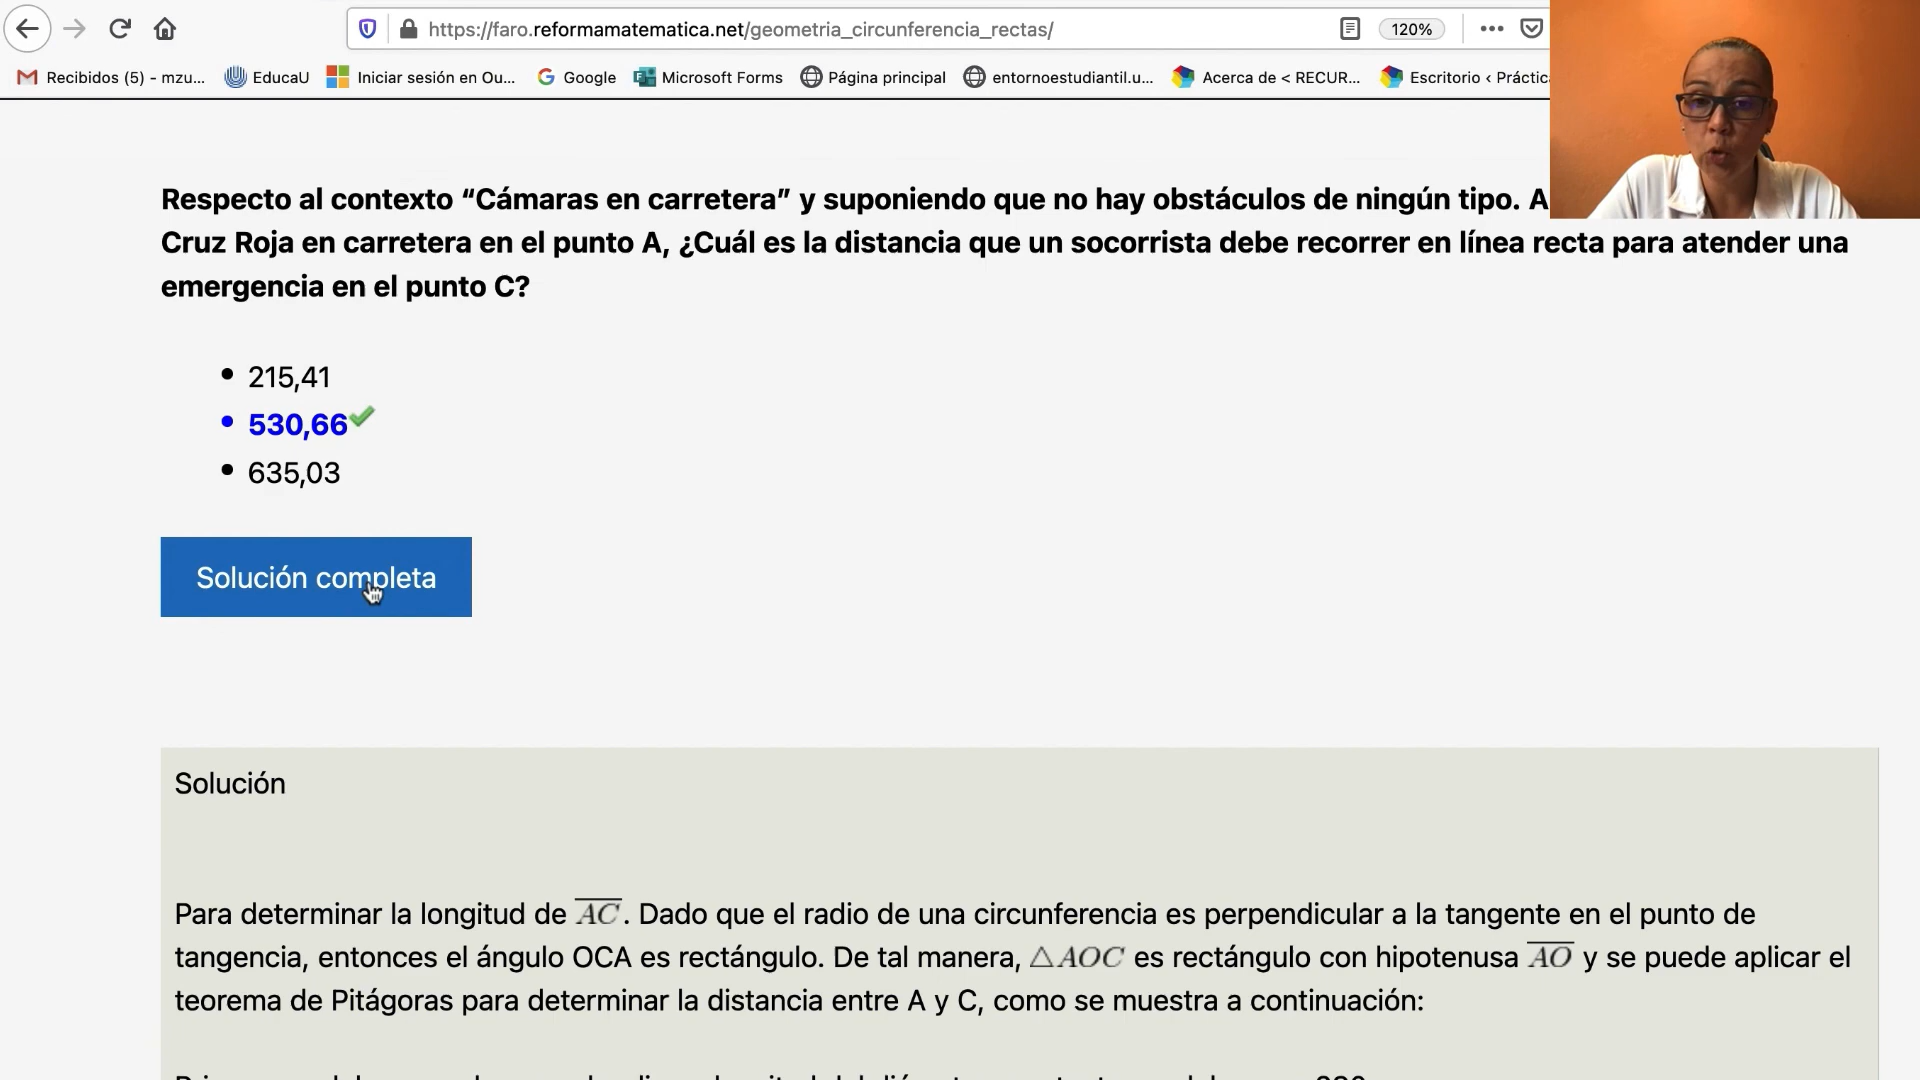 https://faro.reformamatematica.net/geometria_circunferencia_rectas/
120%
Recibidos (5) - mzu...
EducaU
Iniciar sesión en Ou...
Google
Microsoft Forms
Página principal
entornoestudiantil.u...
Acerca de < RECUR...
Escritorio ‹ Práctic
Respecto al contexto “Cámaras en carretera” y suponiendo que no hay obstáculos de ningún tipo. A
Cruz Roja en carretera en el punto A, ¿Cuál es la distancia que un socorrista debe recorrer en línea recta para atender una
emergencia en el punto C?
• 215,41
• 530,66
• 635,03
Solución completa
Solución
Para determinar la longitud de A̅C̅. Dado que el radio de una circunferencia es perpendicular a la tangente en el punto de
tangencia, entonces el ángulo OCA es rectángulo. De tal manera, △AOC es rectángulo con hipotenusa A̅O̅ y se puede aplicar el
teorema de Pitágoras para determinar la distancia entre A y C, como se muestra a continuación: